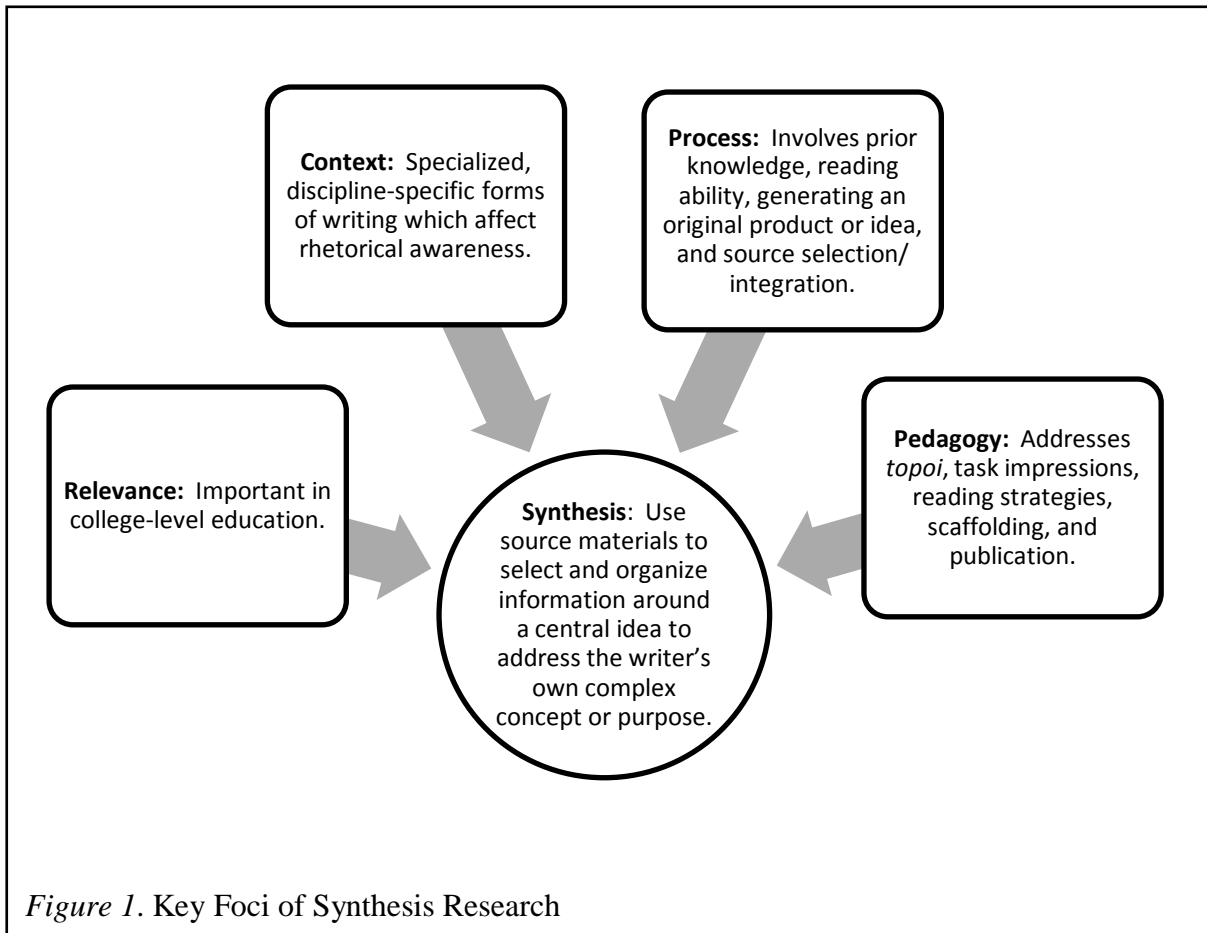 Context: Specialized,
discipline-specific forms
of writing which affect
rhetorical awareness.
Process: Involves prior
knowledge, reading
ability, generating an
original product or idea,
and source selection/
integration.
Relevance: Important in
college-level education.
Pedagogy: Addresses
topoi, task impressions,
reading strategies,
scaffolding, and
publication.
Synthesis: Use
source materials to
select and organize
information around
a central idea to
address the writer’s
own complex
concept or purpose.
Figure 1. Key Foci of Synthesis Research